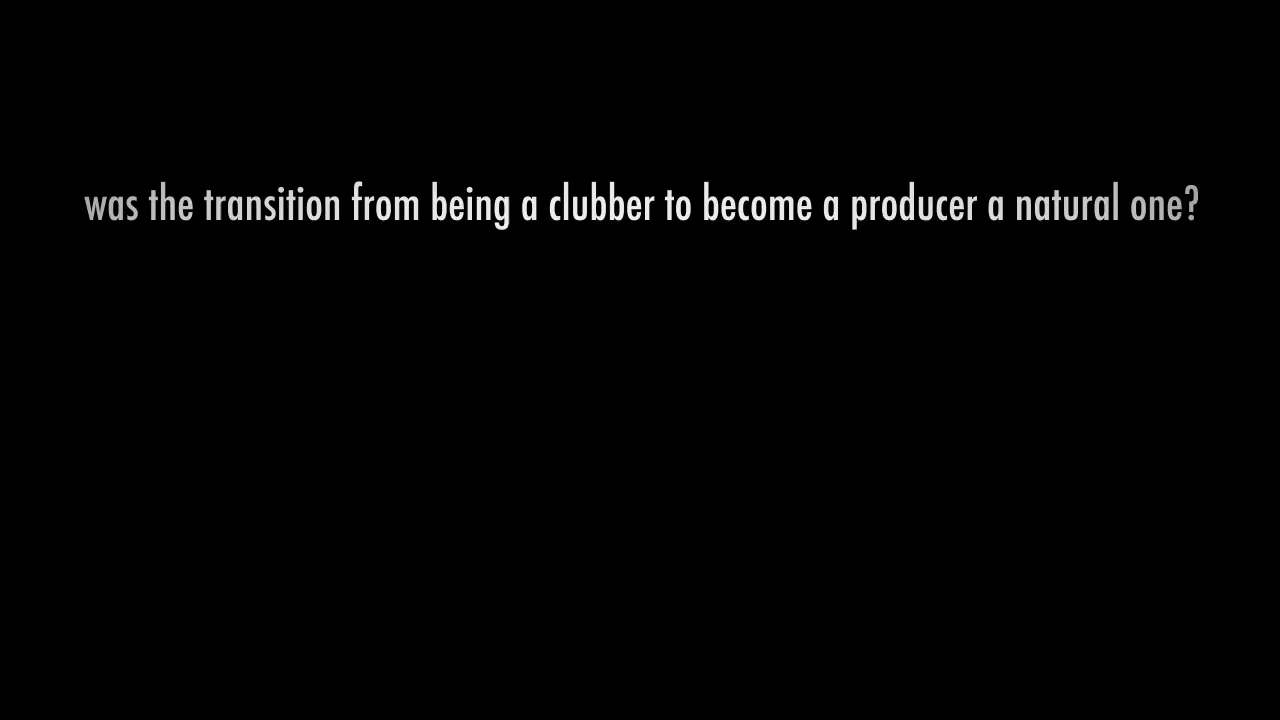 was the transition from being a clubber to become a producer a natural one?